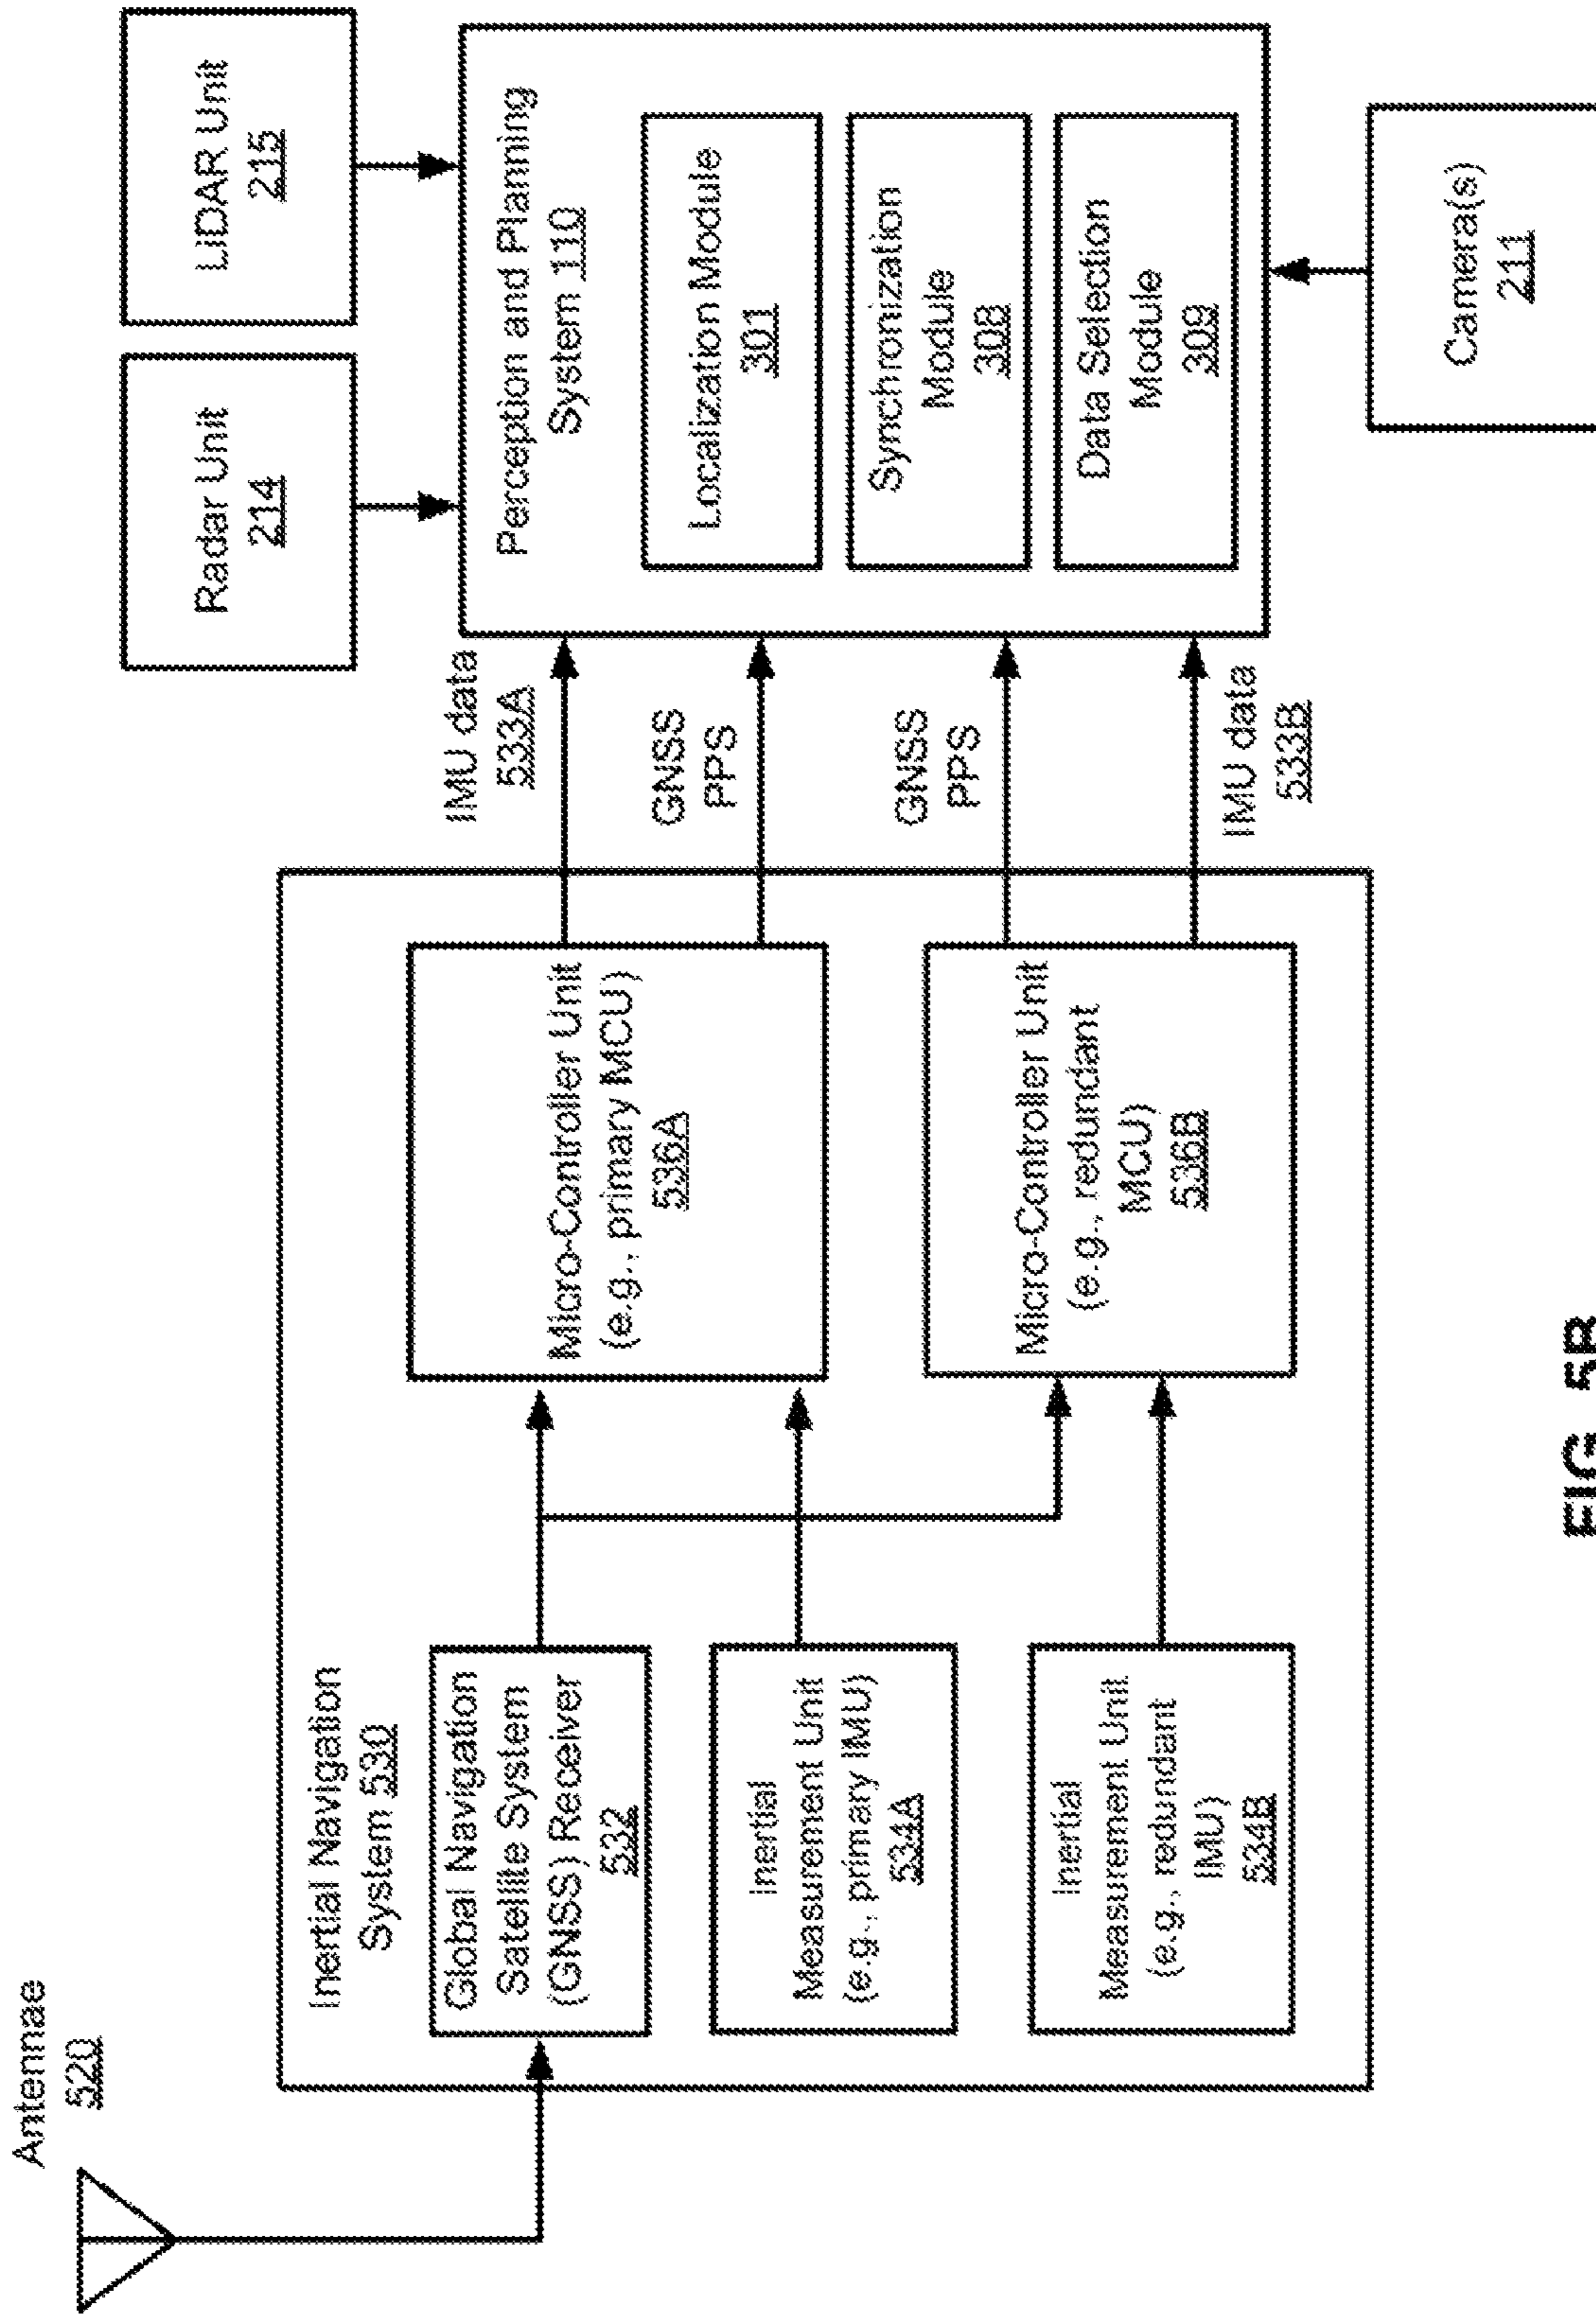 Antennae
520
Inertial Navigation
System 530
Global Navigation
Satellite System
(GNSS) Receiver
532
Inertial
Measurement Unit
(e.g., primary IMU)
534A
Inertial
Measurement Unit
(e.g., redundant
IMU)
534B
Micro-Controller Unit
(e.g., primary MCU)
536A
Micro-Controller Unit
(e.g., redundant
MCU)
536B
IMU data
533A
GNSS
PPS
GNSS
PPS
IMU data
533B
Radar Unit
214
LiDAR Unit
215
Perception and Planning
System 110
Localization Module
301
Synchronization
Module
308
Data Selection
Module
309
Camera(s)
211
FIG. 5B